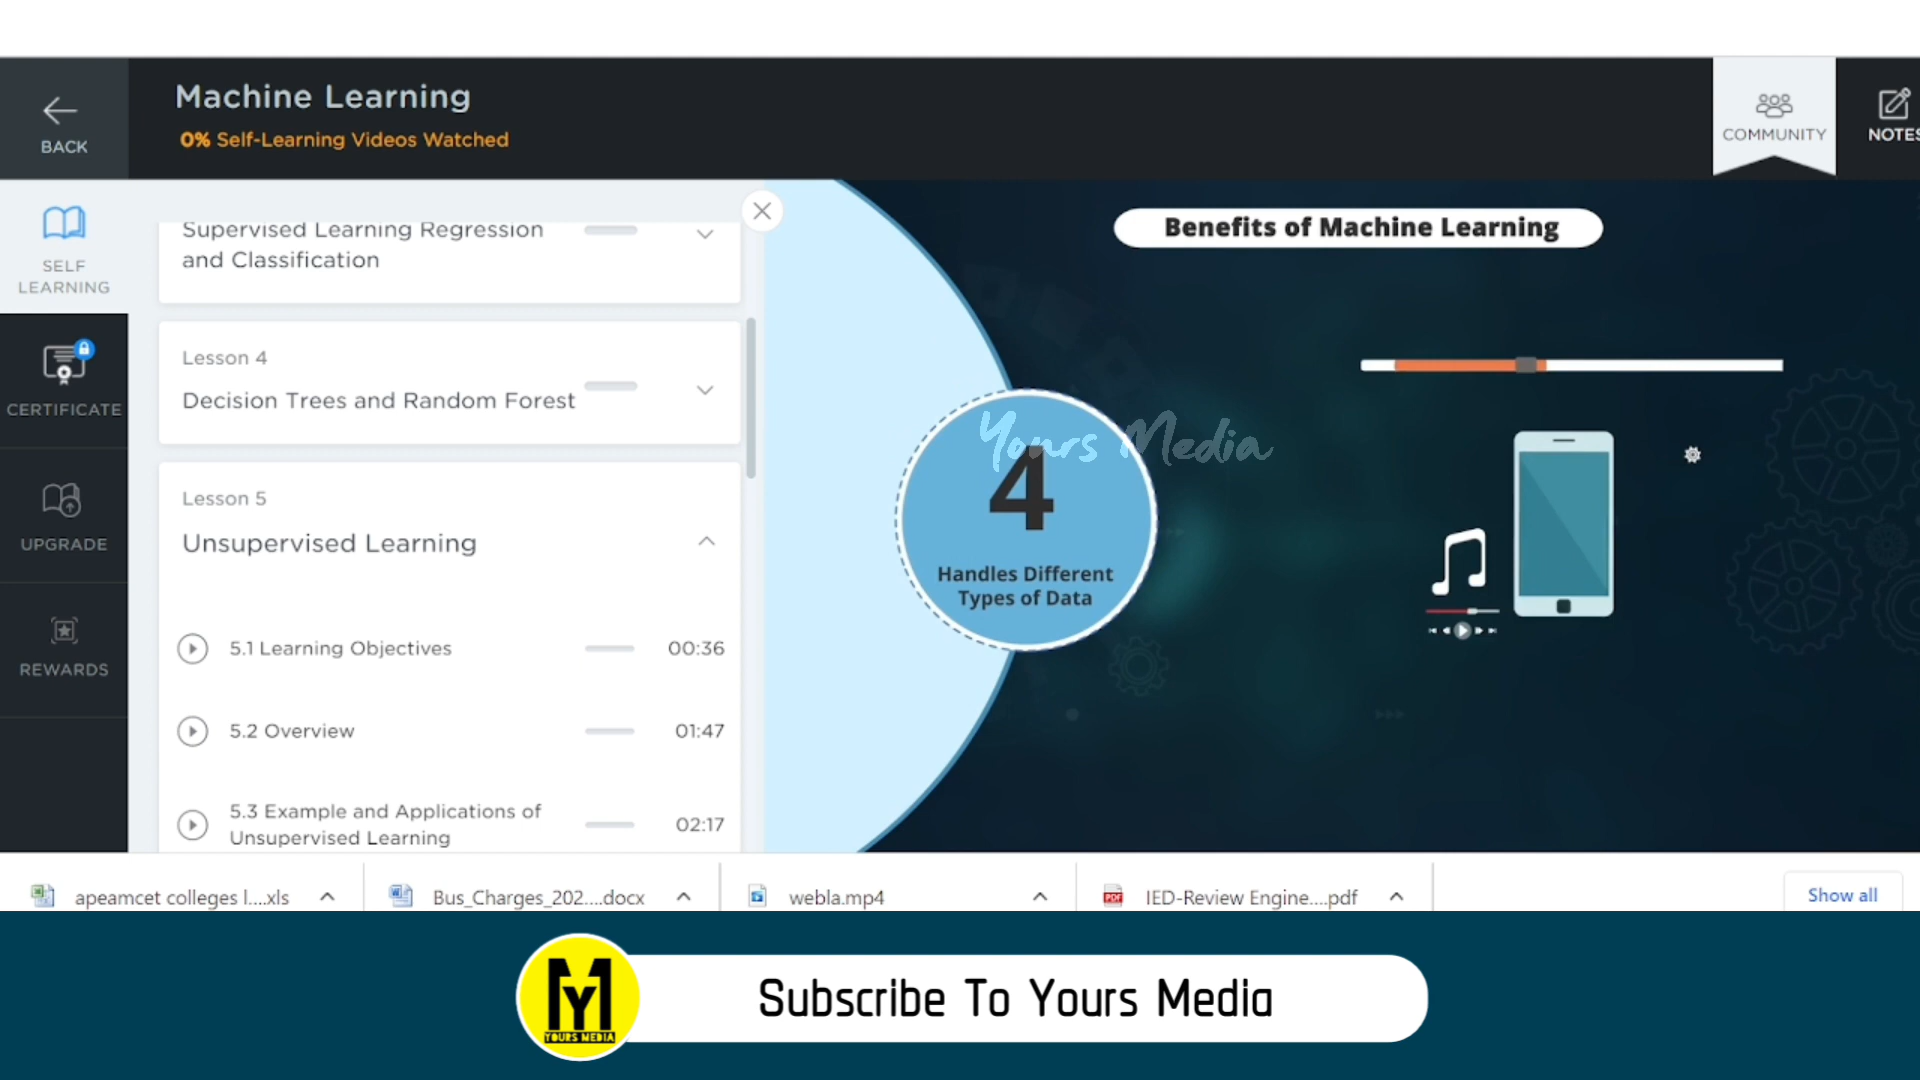 Machine Learning
0% Self-Learning Videos Watched
BACK
COMMUNITY
NOTES
SELF
LEARNING
CERTIFICATE
UPGRADE
REWARDS
Supervised Learning Regression
and Classification
Lesson 4
Decision Trees and Random Forest
Lesson 5
Unsupervised Learning
5.1 Learning Objectives
00:36
5.2 Overview
01:47
5.3 Example and Applications of
Unsupervised Learning
02:17
Benefits of Machine Learning
Yours Media
4
Handles Different
Types of Data
apeamcet colleges l....xls
Bus_Charges_202....docx
webla.mp4
PDF
IED-Review Engine....pdf
Show all
MY
YOURS MEDIA
Subscribe To Yours Media